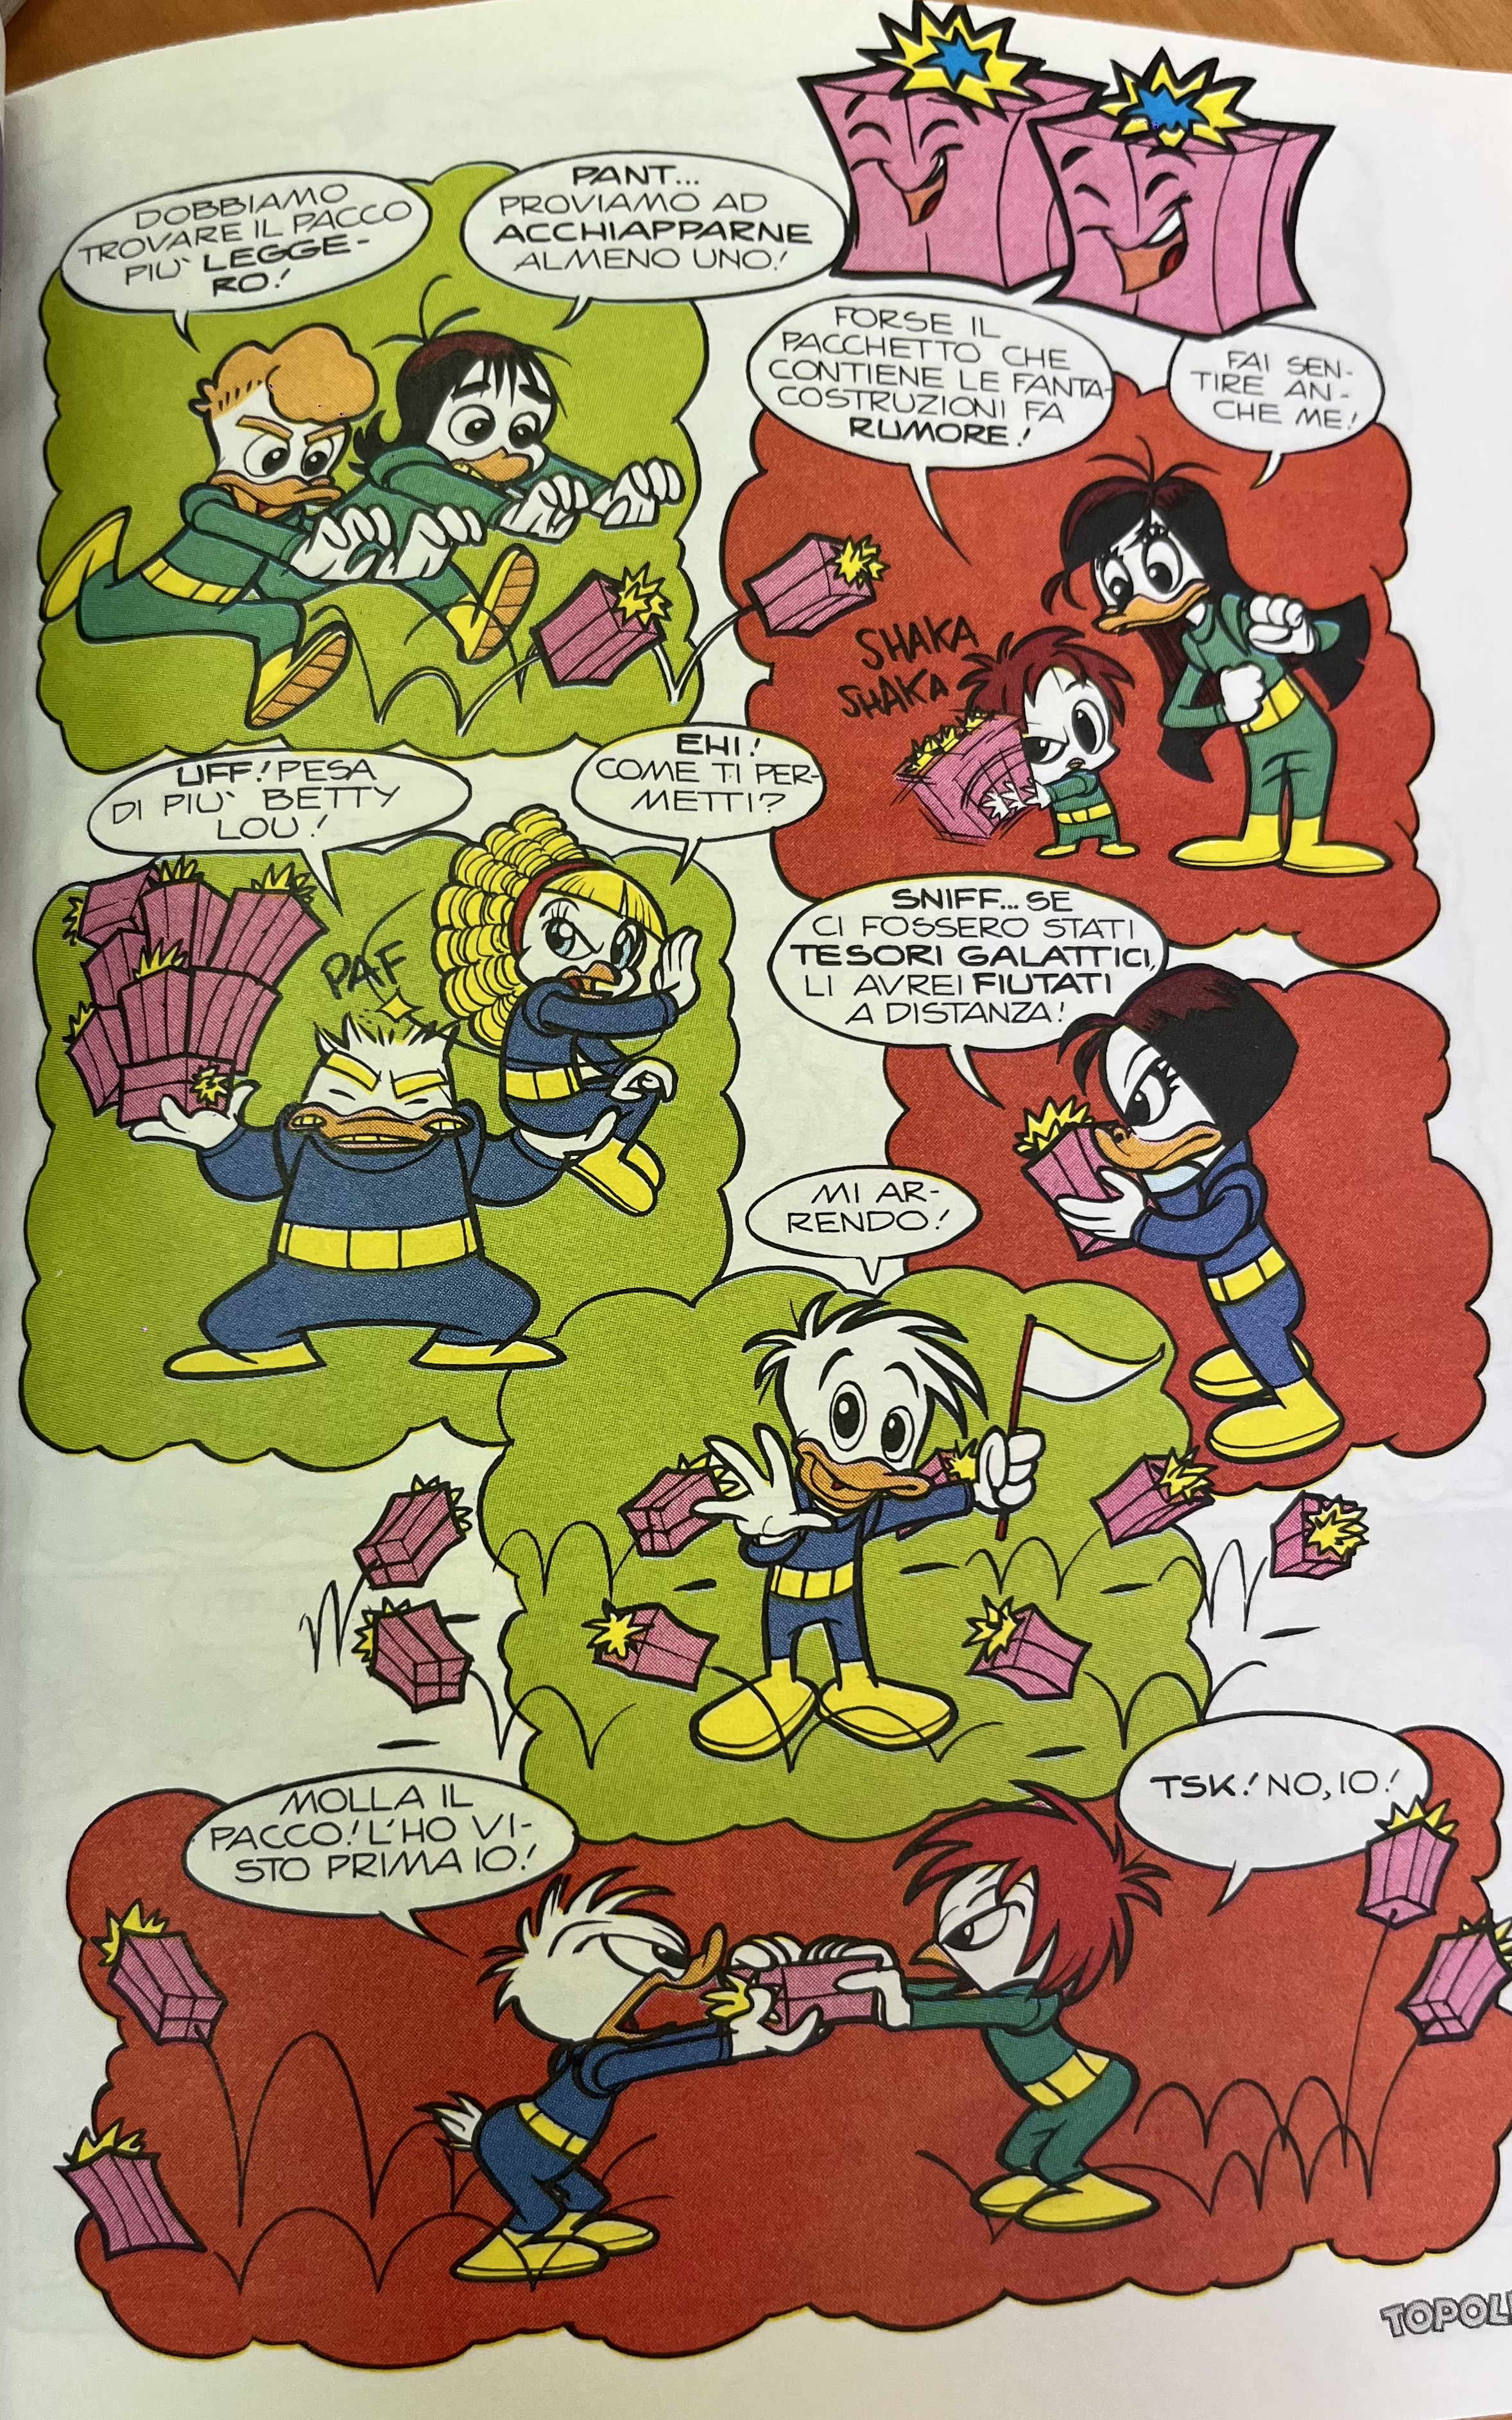 DOBBIAMO
TROVARE IL PACCO
PIU` LEGGE-
RO!
PANT...
PROVIAMO AD
ACCHIAPPARNE
ALMENO UNO!
FORSE IL
PACCHETTO CHE
CONTIENE LE FANTA-
COSTRUZIONI FA
RUMORE!
FAI SEN-
TIRE AN-
CHE ME!
SHAKA
SHAKA
UFF! PESA
DI PIU` BETTY
LOU!
EHI!
COME TI PER-
METTI?
PAF
SNIFF... SE
CI FOSSERO STATI
TESORI GALATTICI,
LI AVREI FIUTATI
A DISTANZA!
MI AR-
RENDO!
MOLLA IL
PACCO! L'HO VI-
STO PRIMA IO!
TSK! NO, IO!
TOPOLI